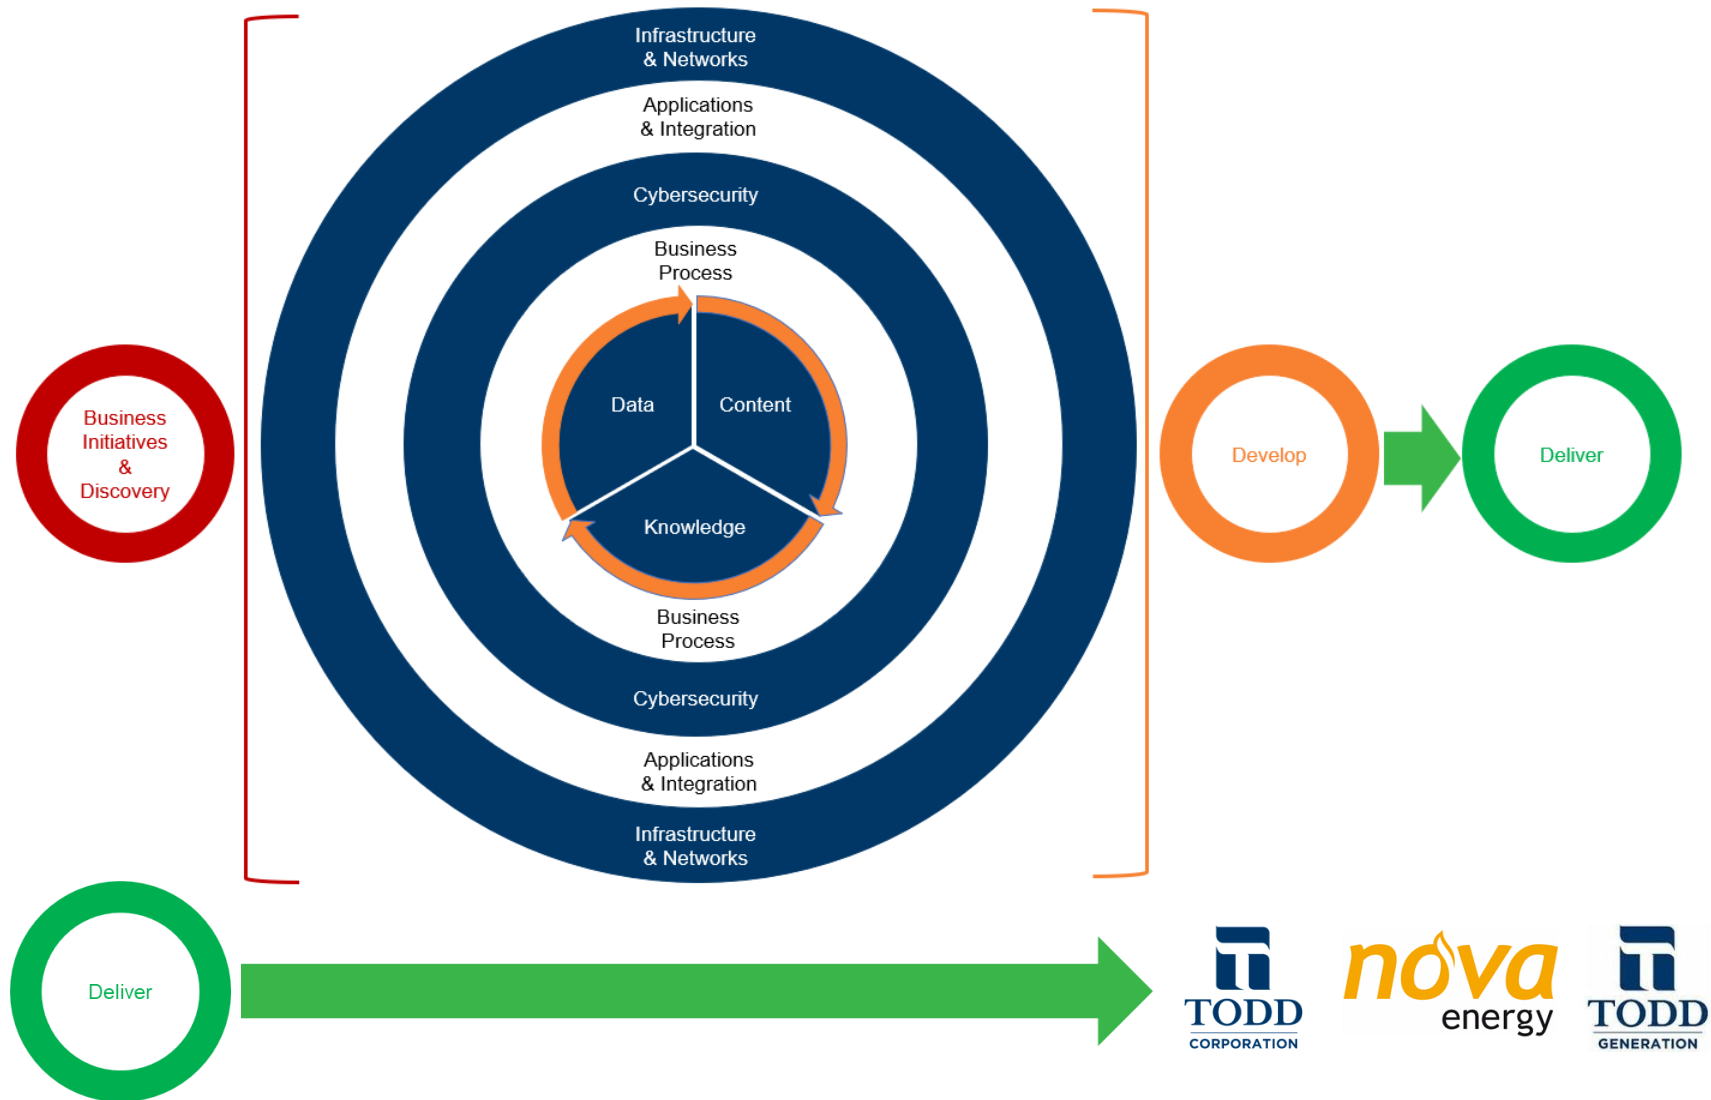 Infrastructure
& Networks
Applications
& Integration
Cybersecurity
Business
Process
Data
Content
Knowledge
Business
Process
Cybersecurity
Applications
& Integration
Infrastructure
& Networks
Business
Initiatives
&
Discovery
Develop
Deliver
Deliver
TODD
CORPORATION
nova
energy
TODD
GENERATION